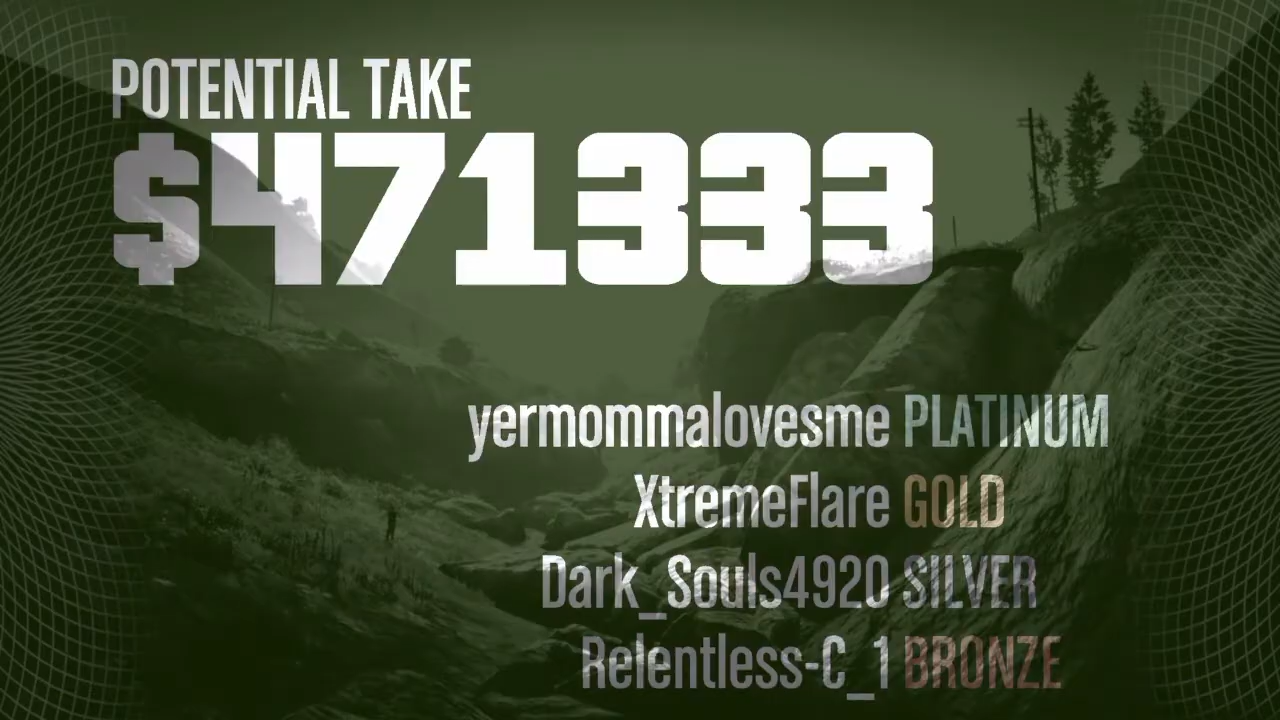 POTENTIAL TAKE
$471333
yermommalovesme PLATINUM
XtremeFlare GOLD
Dark_Souls4920 SILVER
Relentless-C_1 BRONZE